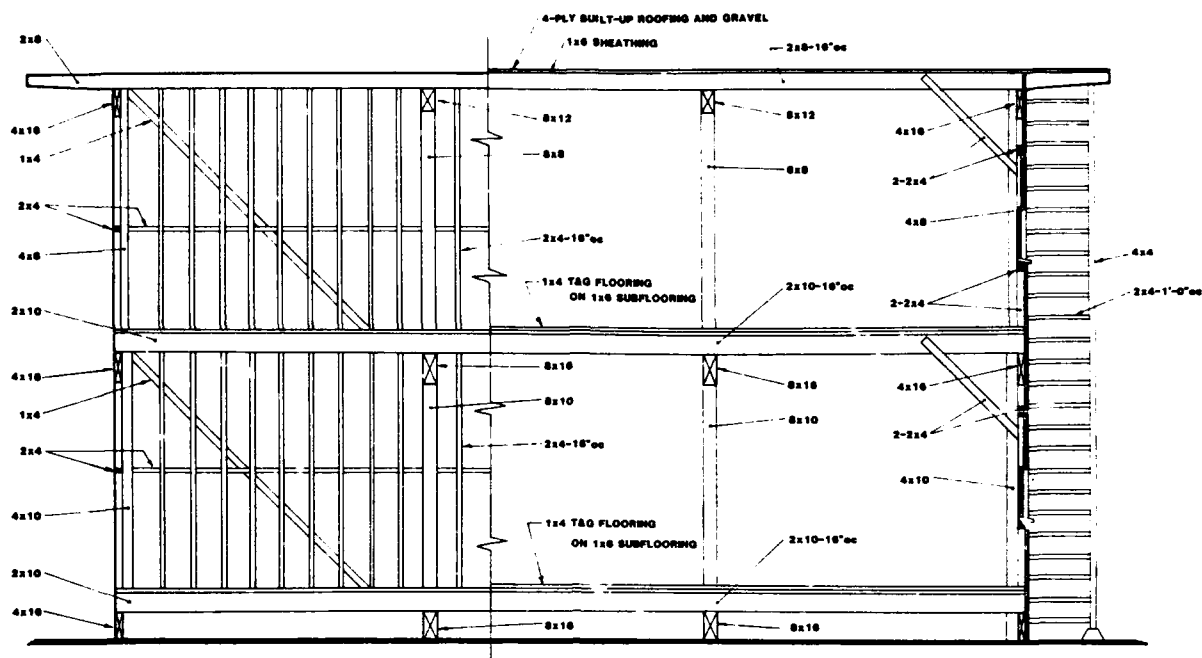 4-PLY BUILT-UP ROOFING AND GRAVEL
2x8
1x6 SHEATHING
2x8-16"oc
4x16
8x12
8x12
4x16
1x4
8x8
8x8
2-2x4
2x4
4x8
4x6
2x4-16"oc
4x4
1x4 T&G FLOORING
ON 1x6 SUBFLOORING
2x10-16"oc
2-2x4
2x4-1'-0"oc
2x10
4x16
8x16
8x16
4x16
1x4
8x10
8x10
2-2x4
2x4
2x4-16"oc
4x10
4x10
1x4 T&G FLOORING
ON 1x6 SUBFLOORING
2x10-16"oc
2x10
4x16
8x16
8x16